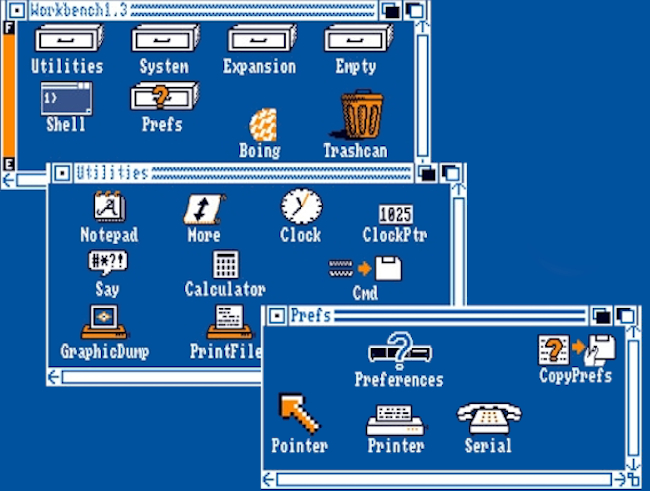 Workbench1.3
F
Utilities System Expansion Empty
1>
Shell Prefs
Boing Trashcan
E
Utilities
1025
Notepad More Clock ClockPtr
#*?!
Say Calculator Cmd
GraphicDump PrintFile
Prefs
?
?
Preferences CopyPrefs
Pointer Printer Serial